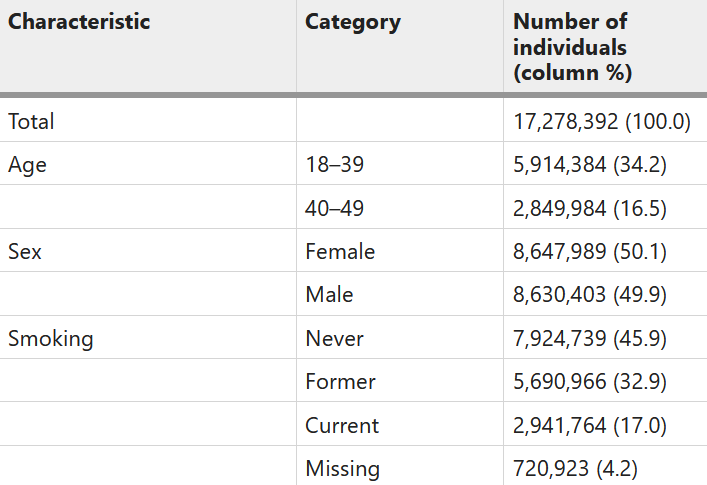 Characteristic Category Number of
individuals
(column %)
Total 17,278,392 (100.0)
Age 18–39 5,914,384 (34.2)
40–49 2,849,984 (16.5)
Sex Female 8,647,989 (50.1)
Male 8,630,403 (49.9)
Smoking Never 7,924,739 (45.9)
Former 5,690,966 (32.9)
Current 2,941,764 (17.0)
Missing 720,923 (4.2)